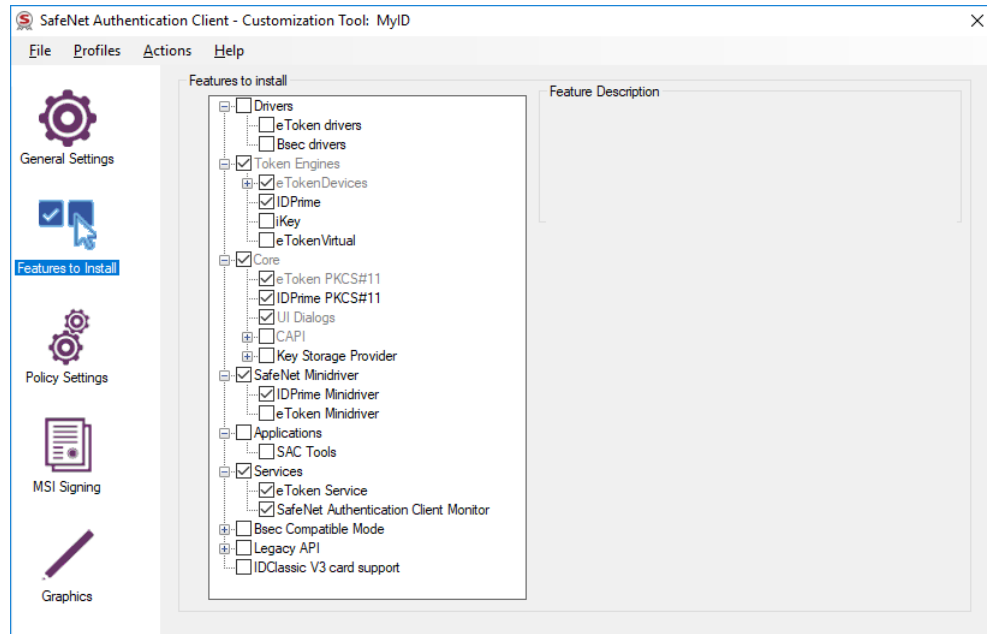 SafeNet Authentication Client - Customization Tool: MyID
File Profiles Actions Help
General Settings
Features to Install
Policy Settings
MSI Signing
Graphics
Features to install
Drivers
eToken drivers
Bsec drivers
Token Engines
eTokenDevices
IDPrime
iKey
eTokenVirtual
Core
eToken PKCS#11
IDPrime PKCS#11
UI Dialogs
CAPI
Key Storage Provider
SafeNet Minidriver
IDPrime Minidriver
eToken Minidriver
Applications
SAC Tools
Services
eToken Service
SafeNet Authentication Client Monitor
Bsec Compatible Mode
Legacy API
IDClassic V3 card support
Feature Description